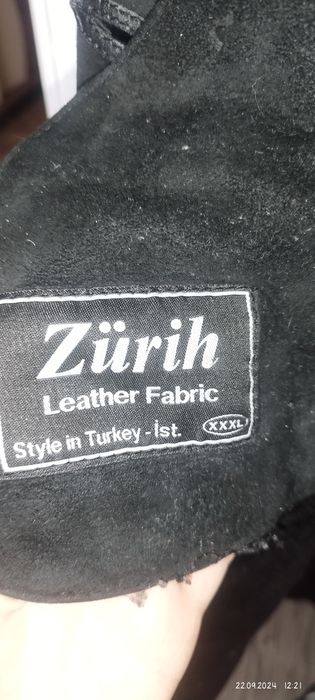 Zürih
Leather Fabric
Style in Turkey - İst.
XXXL
22.09.2024 12:21